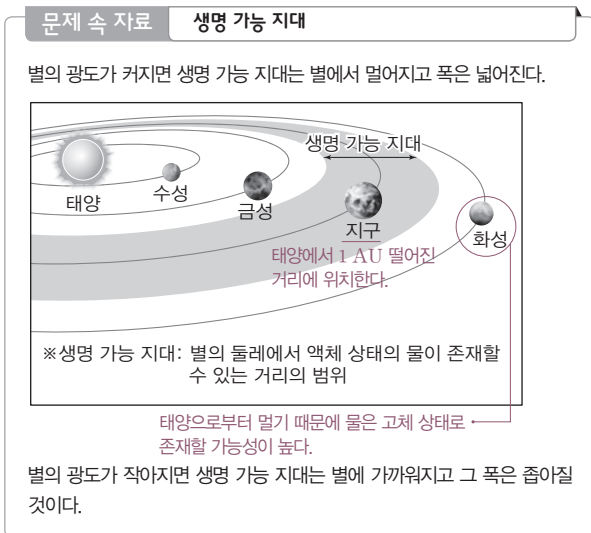 문제 속 자료 생명 가능 지대
별의 광도가 커지면 생명 가능 지대는 별에서 멀어지고 폭은 넓어진다.
생명 가능 지대
태양
수성
금성
지구
화성
태양에서 1 AU 떨어진
거리에 위치한다.
※생명 가능 지대: 별의 둘레에서 액체 상태의 물이 존재할
수 있는 거리의 범위
태양으로부터 멀기 때문에 물은 고체 상태로
존재할 가능성이 높다.
별의 광도가 작아지면 생명 가능 지대는 별에 가까워지고 그 폭은 좁아질
것이다.